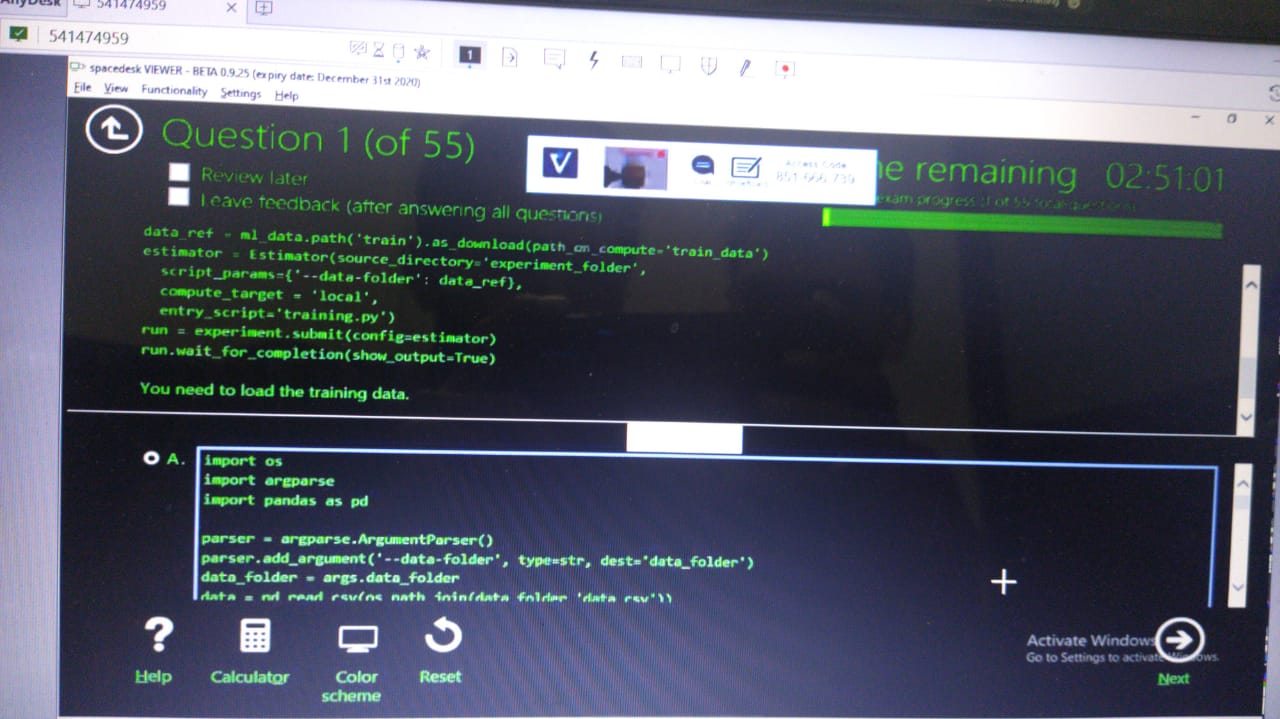 AnyDesk 541474959
541474959
1
spacedesk VIEWER - BETA 0.9.25 (expiry date: December 31st 2020)
File View Functionality Settings Help
Question 1 (of 55)
Review later
Leave feedback (after answering all questions)
Access Code
851-666-739
remaining 02:51:01
exam progress (1 of 55 total questions)
data_ref = ml_data.path('train').as_download(path_on_compute='train_data')
estimator = Estimator(source_directory='experiment_folder',
script_params={'--data-folder': data_ref},
compute_target = 'local',
entry_script='training.py')
run = experiment.submit(config=estimator)
run.wait_for_completion(show_output=True)
You need to load the training data.
A.
import os
import argparse
import pandas as pd
parser = argparse.ArgumentParser()
parser.add_argument('--data-folder', type=str, dest='data_folder')
data_folder = args.data_folder
data = pd.read_csv(os.path.join(data_folder, 'data.csv'))
Activate Windows
Go to Settings to activate Windows.
Help
Calculator
Color
scheme
Reset
Next